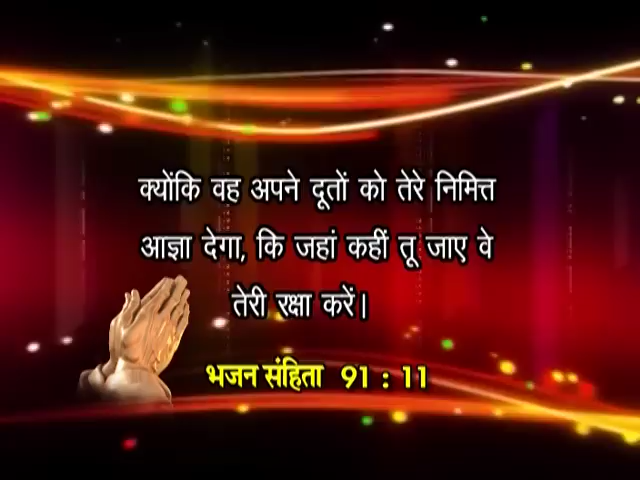 क्योंकि वह अपने दूतों को तेरे निमित्त
आज्ञा देगा, कि जहां कहीं तू जाए वे
तेरी रक्षा करें।
भजन संहिता 91 : 11